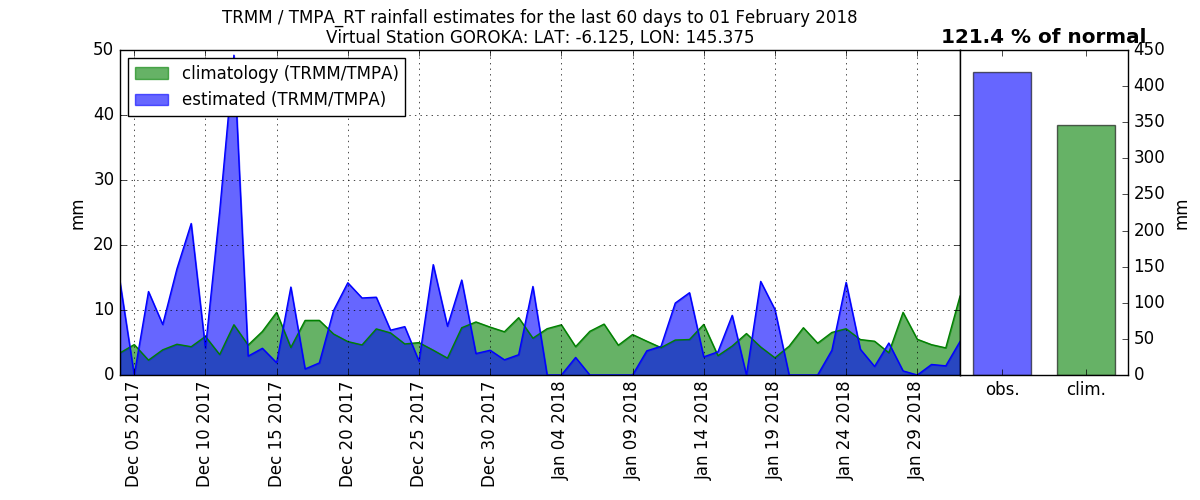 TRMM / TMPA_RT rainfall estimates for the last 60 days to 01 February 2018
Virtual Station GOROKA: LAT: -6.125, LON: 145.375
121.4 % of normal
climatology (TRMM/TMPA)
estimated (TRMM/TMPA)
50
40
30
20
10
0
mm
Dec 05 2017
Dec 10 2017
Dec 15 2017
Dec 20 2017
Dec 25 2017
Dec 30 2017
Jan 04 2018
Jan 09 2018
Jan 14 2018
Jan 19 2018
Jan 24 2018
Jan 29 2018
obs.
clim.
450
400
350
300
250
200
150
100
50
0
mm